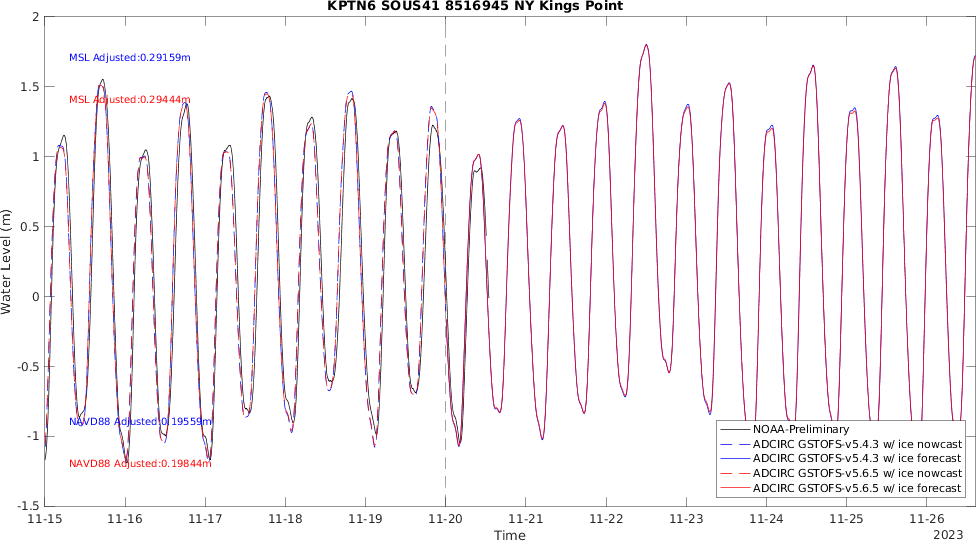 KPTN6 SOUS41 8516945 NY Kings Point
2
1.5
1
0.5
0
-0.5
-1
-1.5
Water Level (m)
MSL Adjusted:0.29159m
MSL Adjusted:0.29444m
NAVD88 Adjusted:0.19559m
NAVD88 Adjusted:0.19844m
NOAA-Preliminary
ADCIRC GSTOFS-v5.4.3 w/ ice nowcast
ADCIRC GSTOFS-v5.4.3 w/ ice forecast
ADCIRC GSTOFS-v5.6.5 w/ ice nowcast
ADCIRC GSTOFS-v5.6.5 w/ ice forecast
11-15 11-16 11-17 11-18 11-19 11-20 11-21 11-22 11-23 11-24 11-25 11-26
Time
2023